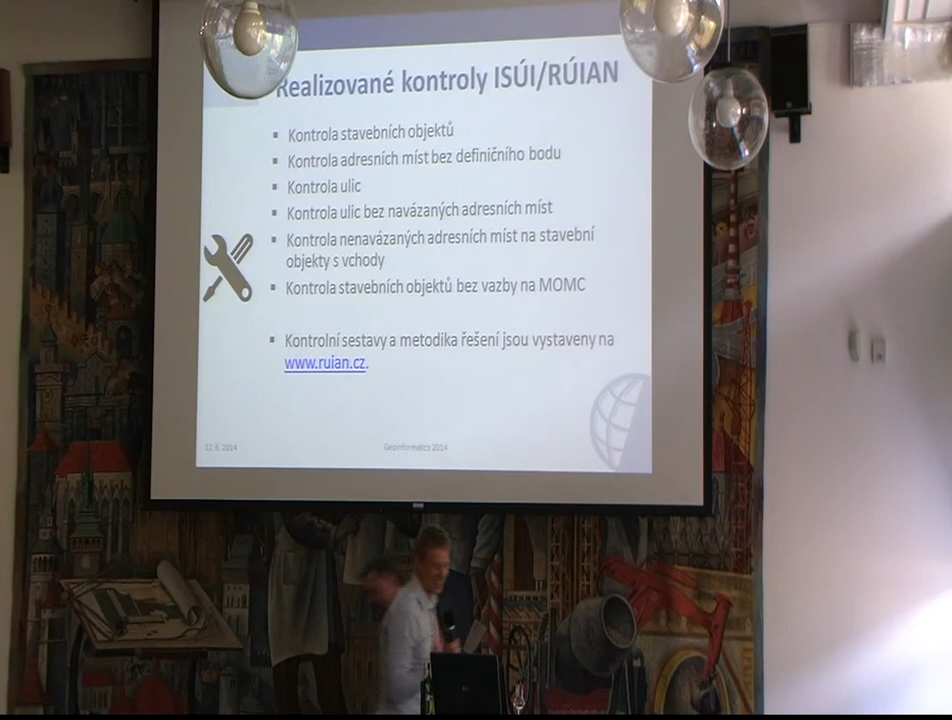 Realizované kontroly ISÚI/RÚIAN
Kontrola stavebních objektů
Kontrola adresních míst bez definičního bodu
Kontrola ulic
Kontrola ulic bez navázaných adresních míst
Kontrola nenavázaných adresních míst na stavební
objekty s vchody
Kontrola stavebních objektů bez vazby na MOMC
Kontrolní sestavy a metodika řešení jsou vystaveny na
www.ruian.cz.
12. 6. 2014 Geoinformatics 2014